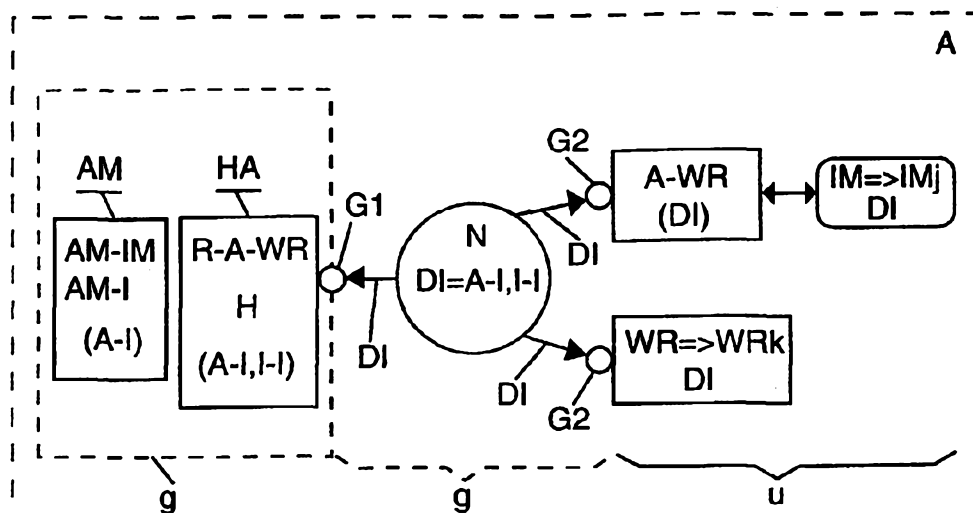 A
AM
HA
AM-IM
AM-I
(A-I)
R-A-WR
H
(A-I,I-I)
G1
DI
N
DI=A-I,I-I
DI
G2
A-WR
(DI)
IM=>IMj
DI
DI
G2
WR=>WRk
DI
g
g
u